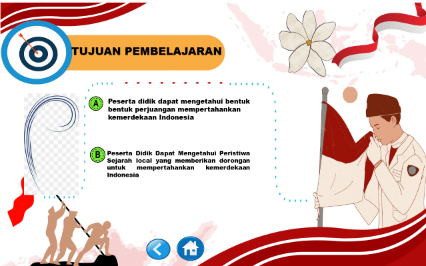 TUJUAN PEMBELAJARAN
A
Peserta didik dapat mengetahui bentuk
bentuk perjuangan mempertahankan
kemerdekaan Indonesia
B
Peserta Didik Dapat Mengetahui Peristiwa
Sejarah local yang memberikan dorongan
untuk mempertahankan kemerdekaan
Indonesia